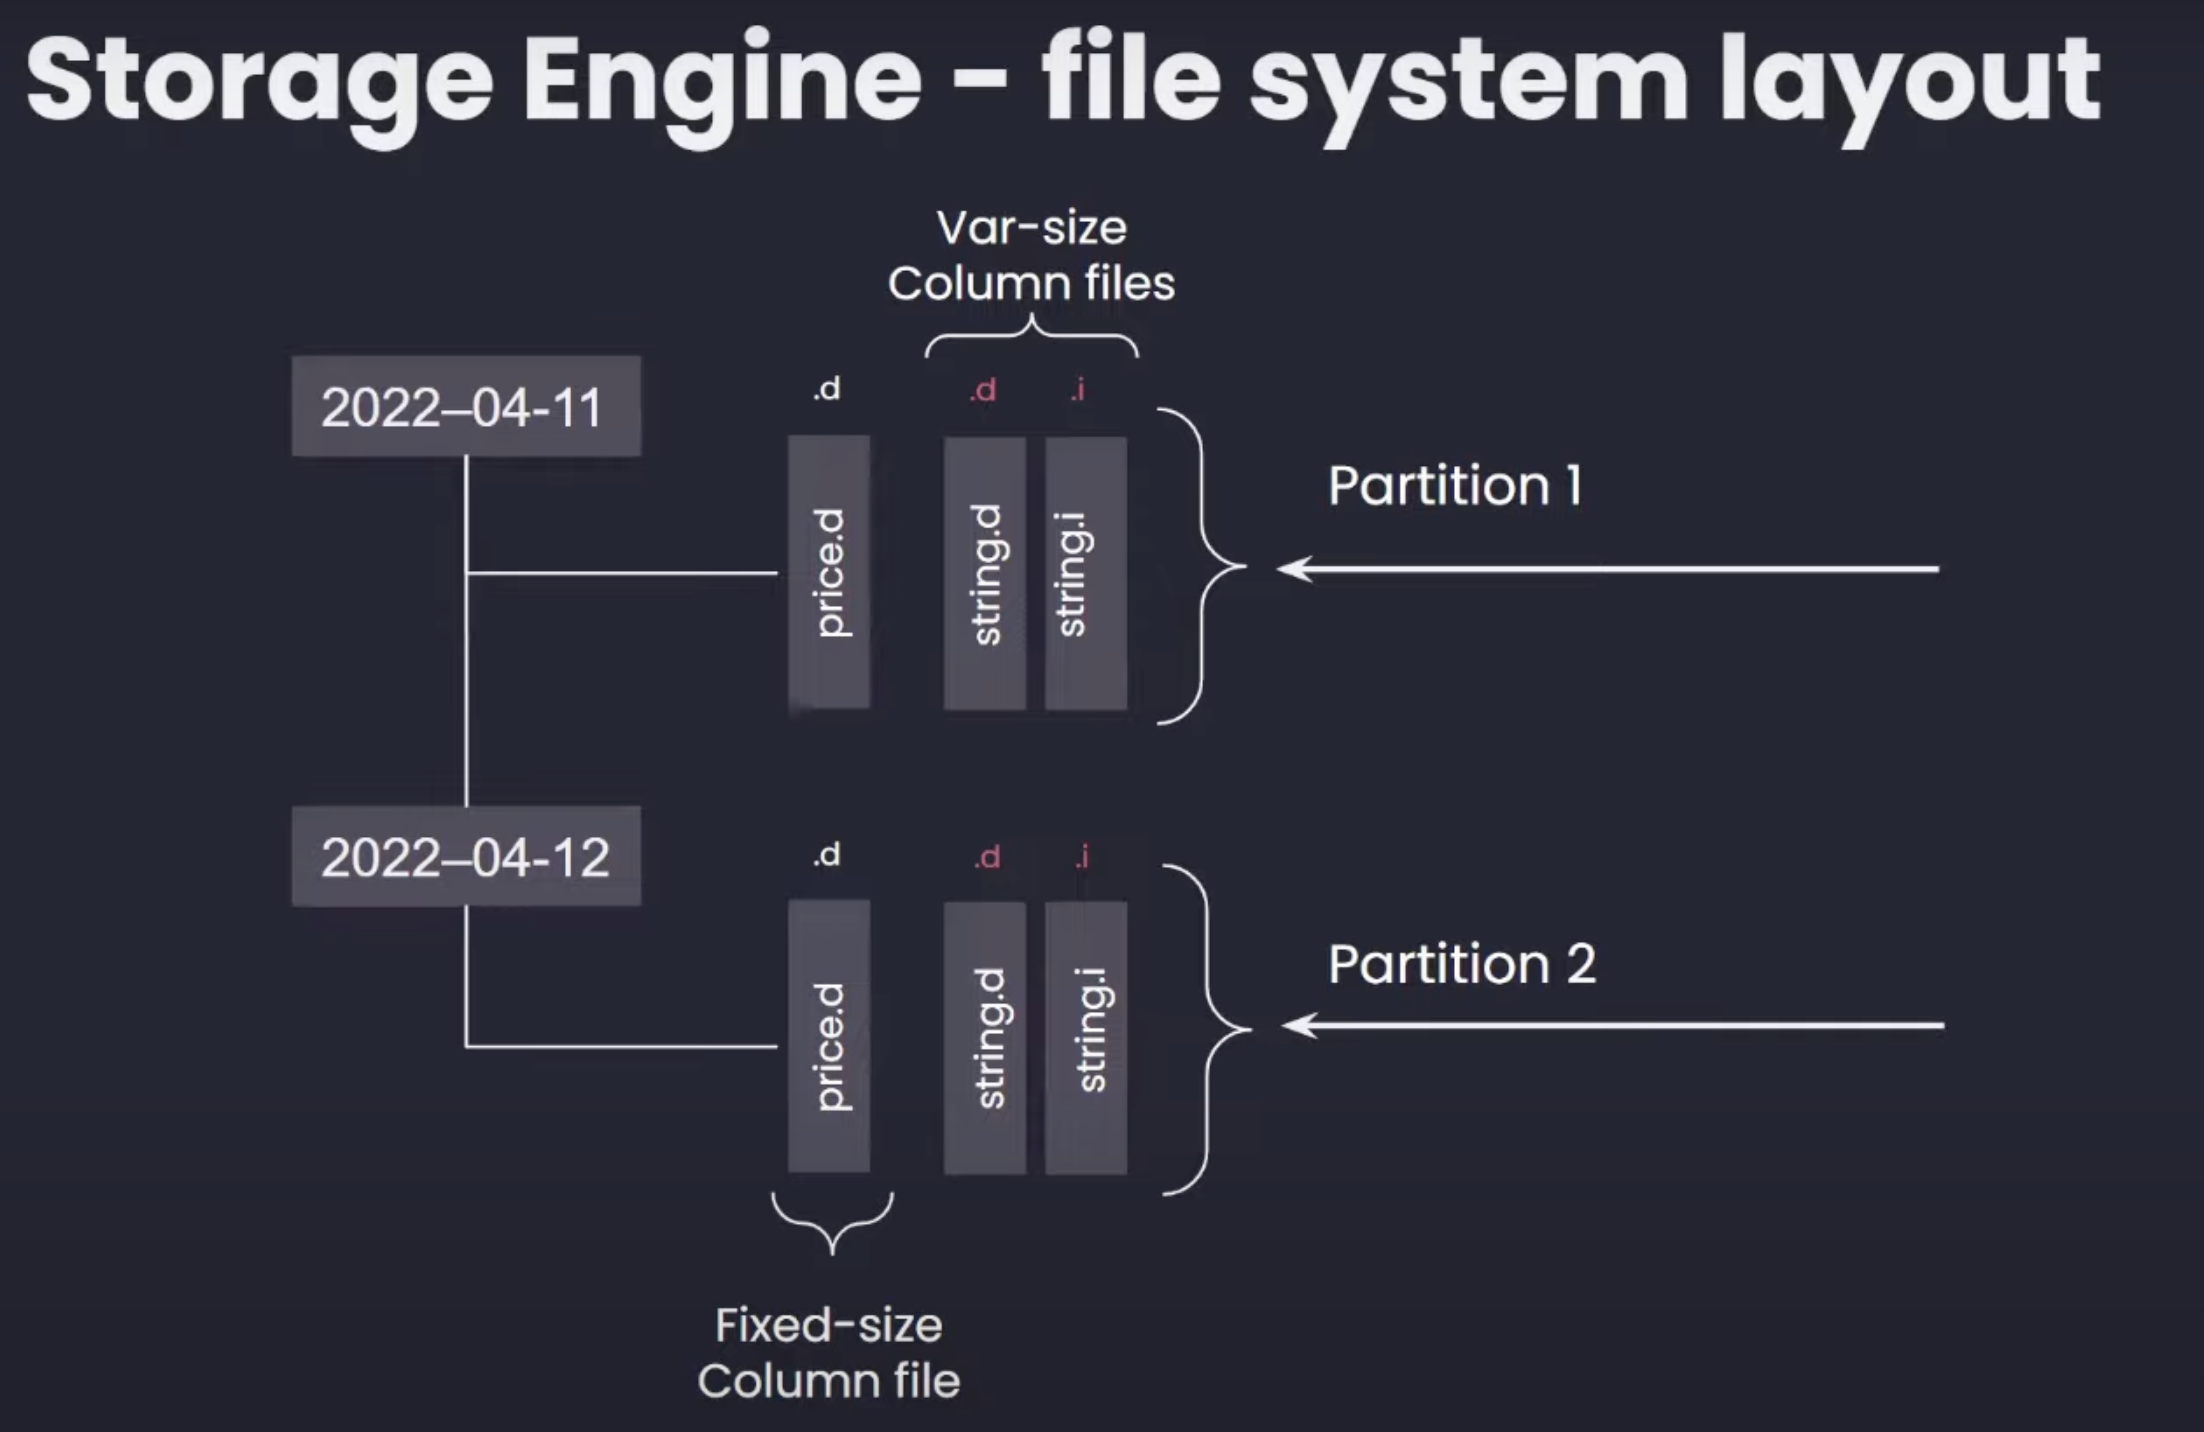 Storage Engine - file system layout
Var-size
Column files
2022–04-11
.d
.d
.i
price.d
string.d
string.i
Partition 1
2022–04-12
.d
.d
.i
price.d
string.d
string.i
Partition 2
Fixed-size
Column file